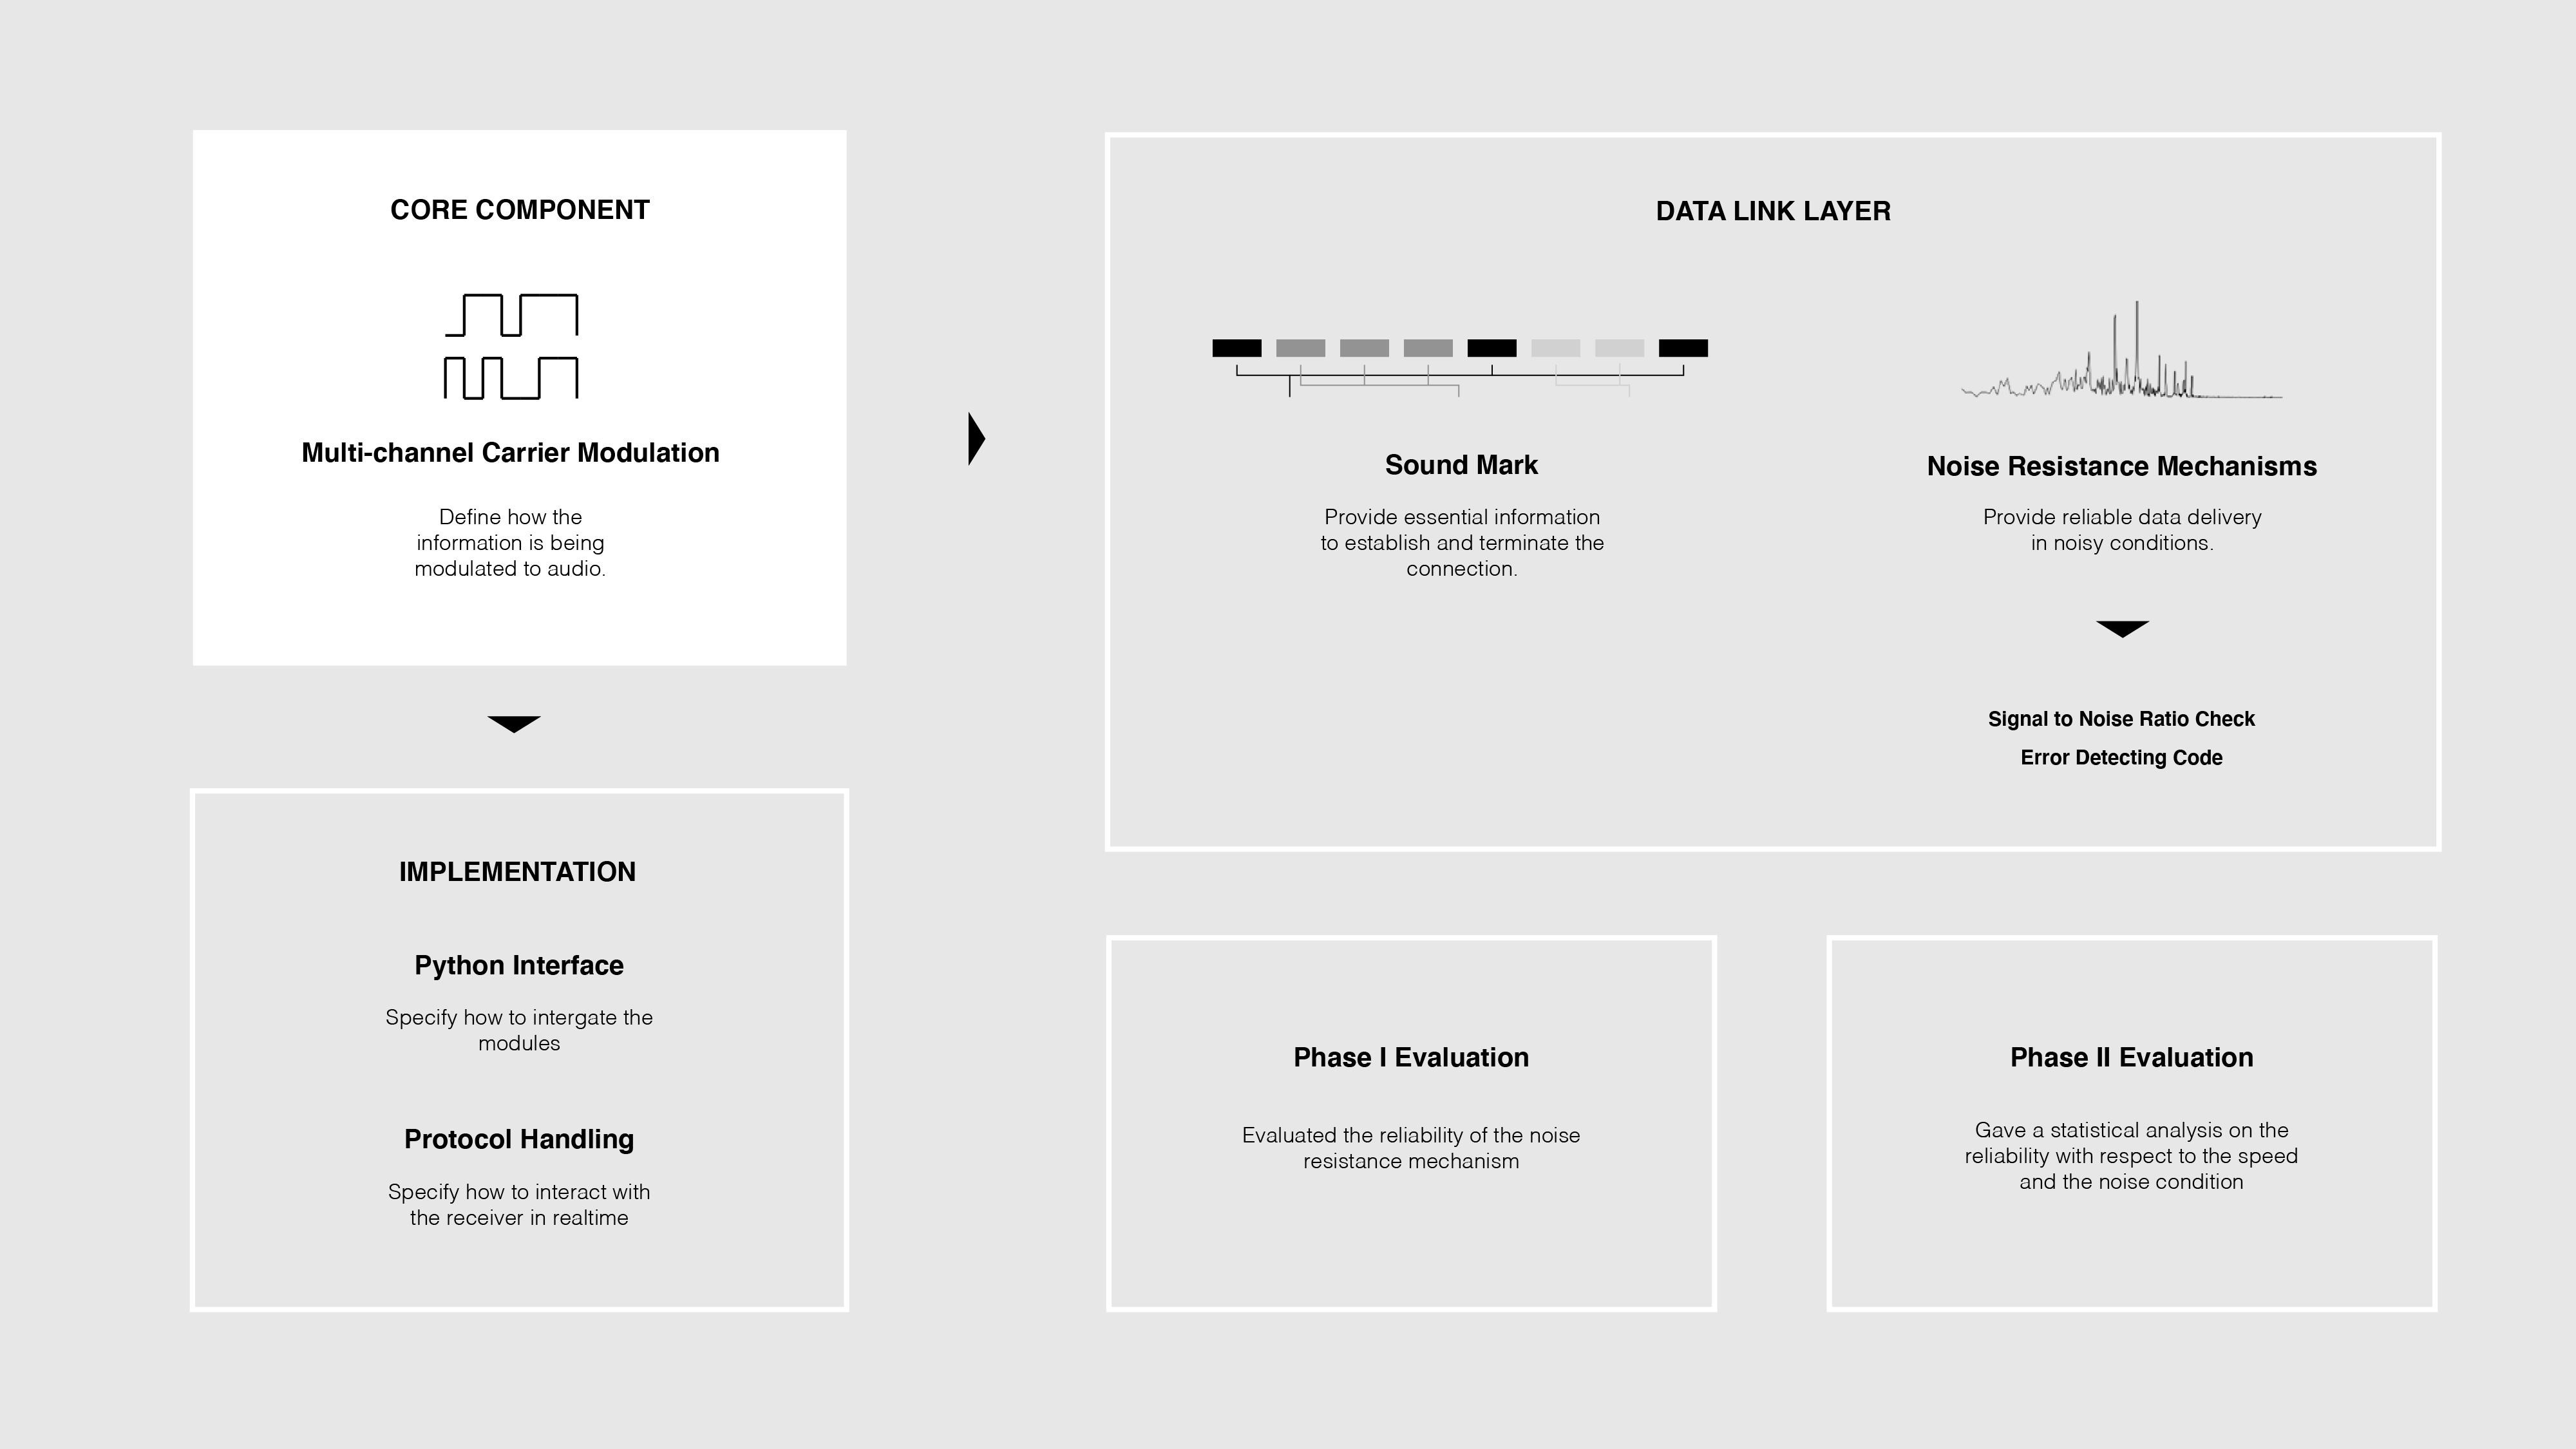 CORE COMPONENT
Multi-channel Carrier Modulation
Define how the
information is being
modulated to audio.
DATA LINK LAYER
Sound Mark
Provide essential information
to establish and terminate the
connection.
Noise Resistance Mechanisms
Provide reliable data delivery
in noisy conditions.
Signal to Noise Ratio Check
Error Detecting Code
IMPLEMENTATION
Python Interface
Specify how to intergate the
modules
Protocol Handling
Specify how to interact with
the receiver in realtime
Phase I Evaluation
Evaluated the reliability of the noise
resistance mechanism
Phase II Evaluation
Gave a statistical analysis on the
reliability with respect to the speed
and the noise condition